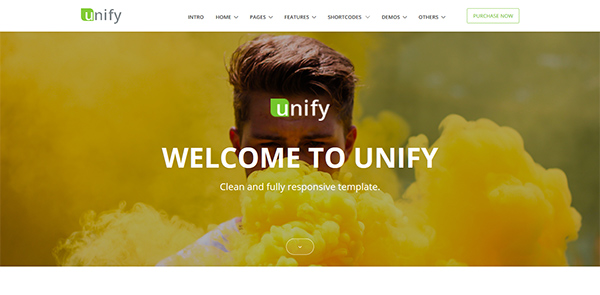 unify
INTRO HOME PAGES FEATURES SHORTCODES DEMOS OTHERS PURCHASE NOW
unify
WELCOME TO UNIFY
Clean and fully responsive template.